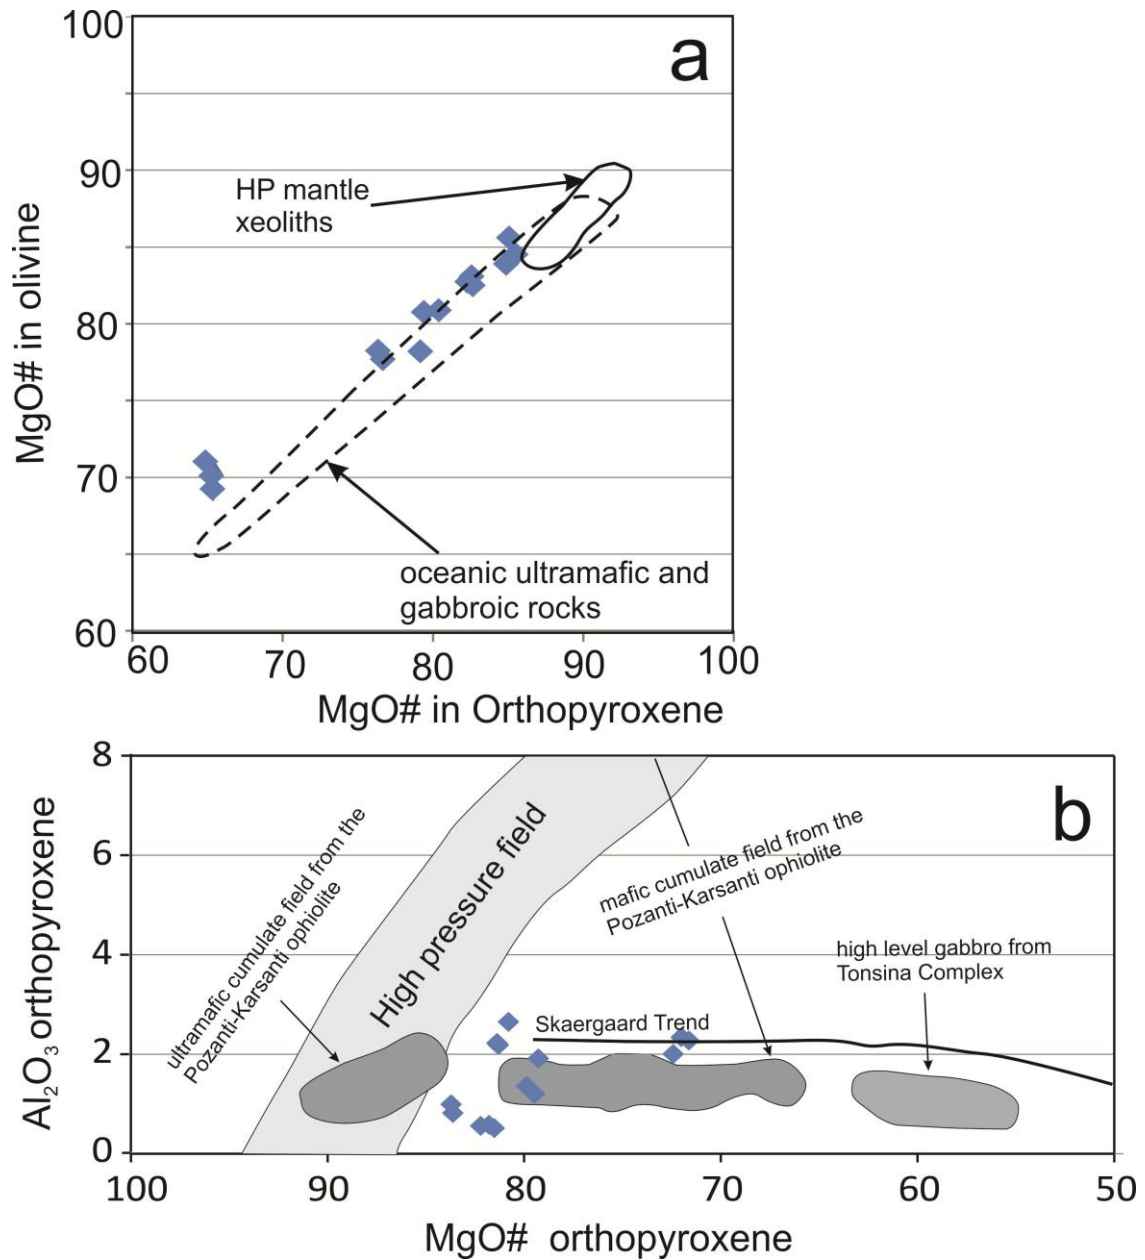 100
a
90
HP mantle
xeoliths
80
70
oceanic ultramafic and
gabbroic rocks
60
MgO# in olivine
60 70 80 90 100
MgO# in Orthopyroxene
8
b
6
4
2
0
Al₂O₃ orthopyroxene
ultramafic cumulate field from the
Pozanti-Karsanti ophiolite
High pressure field
mafic cumulate field from the
Pozanti-Karsanti ophiolite
high level gabbro from
Tonsina Complex
Skaergaard Trend
100 90 80 70 60 50
MgO# orthopyroxene